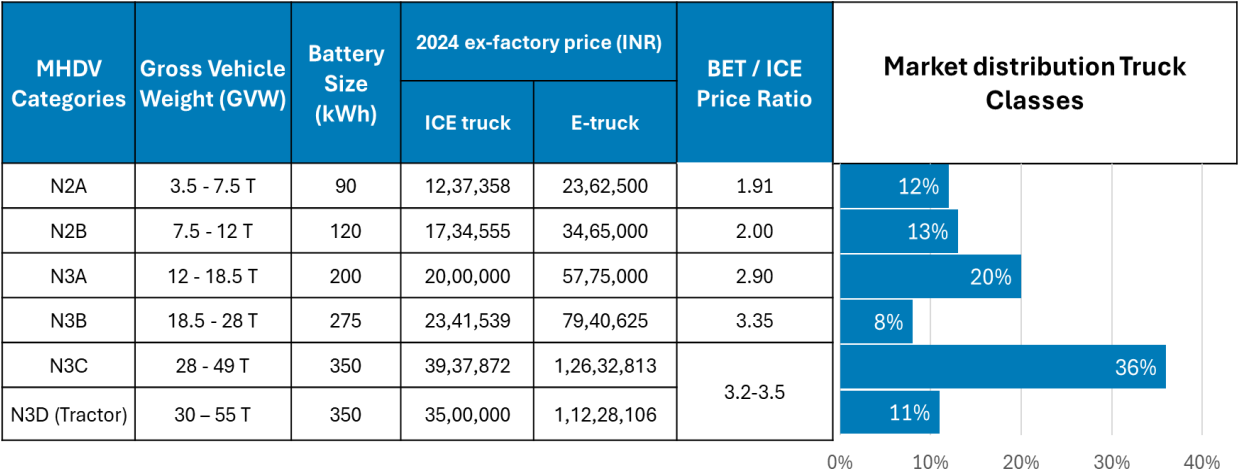 MHDV Categories
Gross Vehicle Weight (GVW)
Battery Size (kWh)
2024 ex-factory price (INR)
ICE truck
E-truck
BET / ICE Price Ratio
Market distribution Truck Classes
N2A 3.5 - 7.5 T 90 12,37,358 23,62,500 1.91 12%
N2B 7.5 - 12 T 120 17,34,555 34,65,000 2.00 13%
N3A 12 - 18.5 T 200 20,00,000 57,75,000 2.90 20%
N3B 18.5 - 28 T 275 23,41,539 79,40,625 3.35 8%
N3C 28 - 49 T 350 39,37,872 1,26,32,813 36%
3.2-3.5
N3D (Tractor) 30 – 55 T 350 35,00,000 1,12,28,106 11%
0% 10% 20% 30% 40%